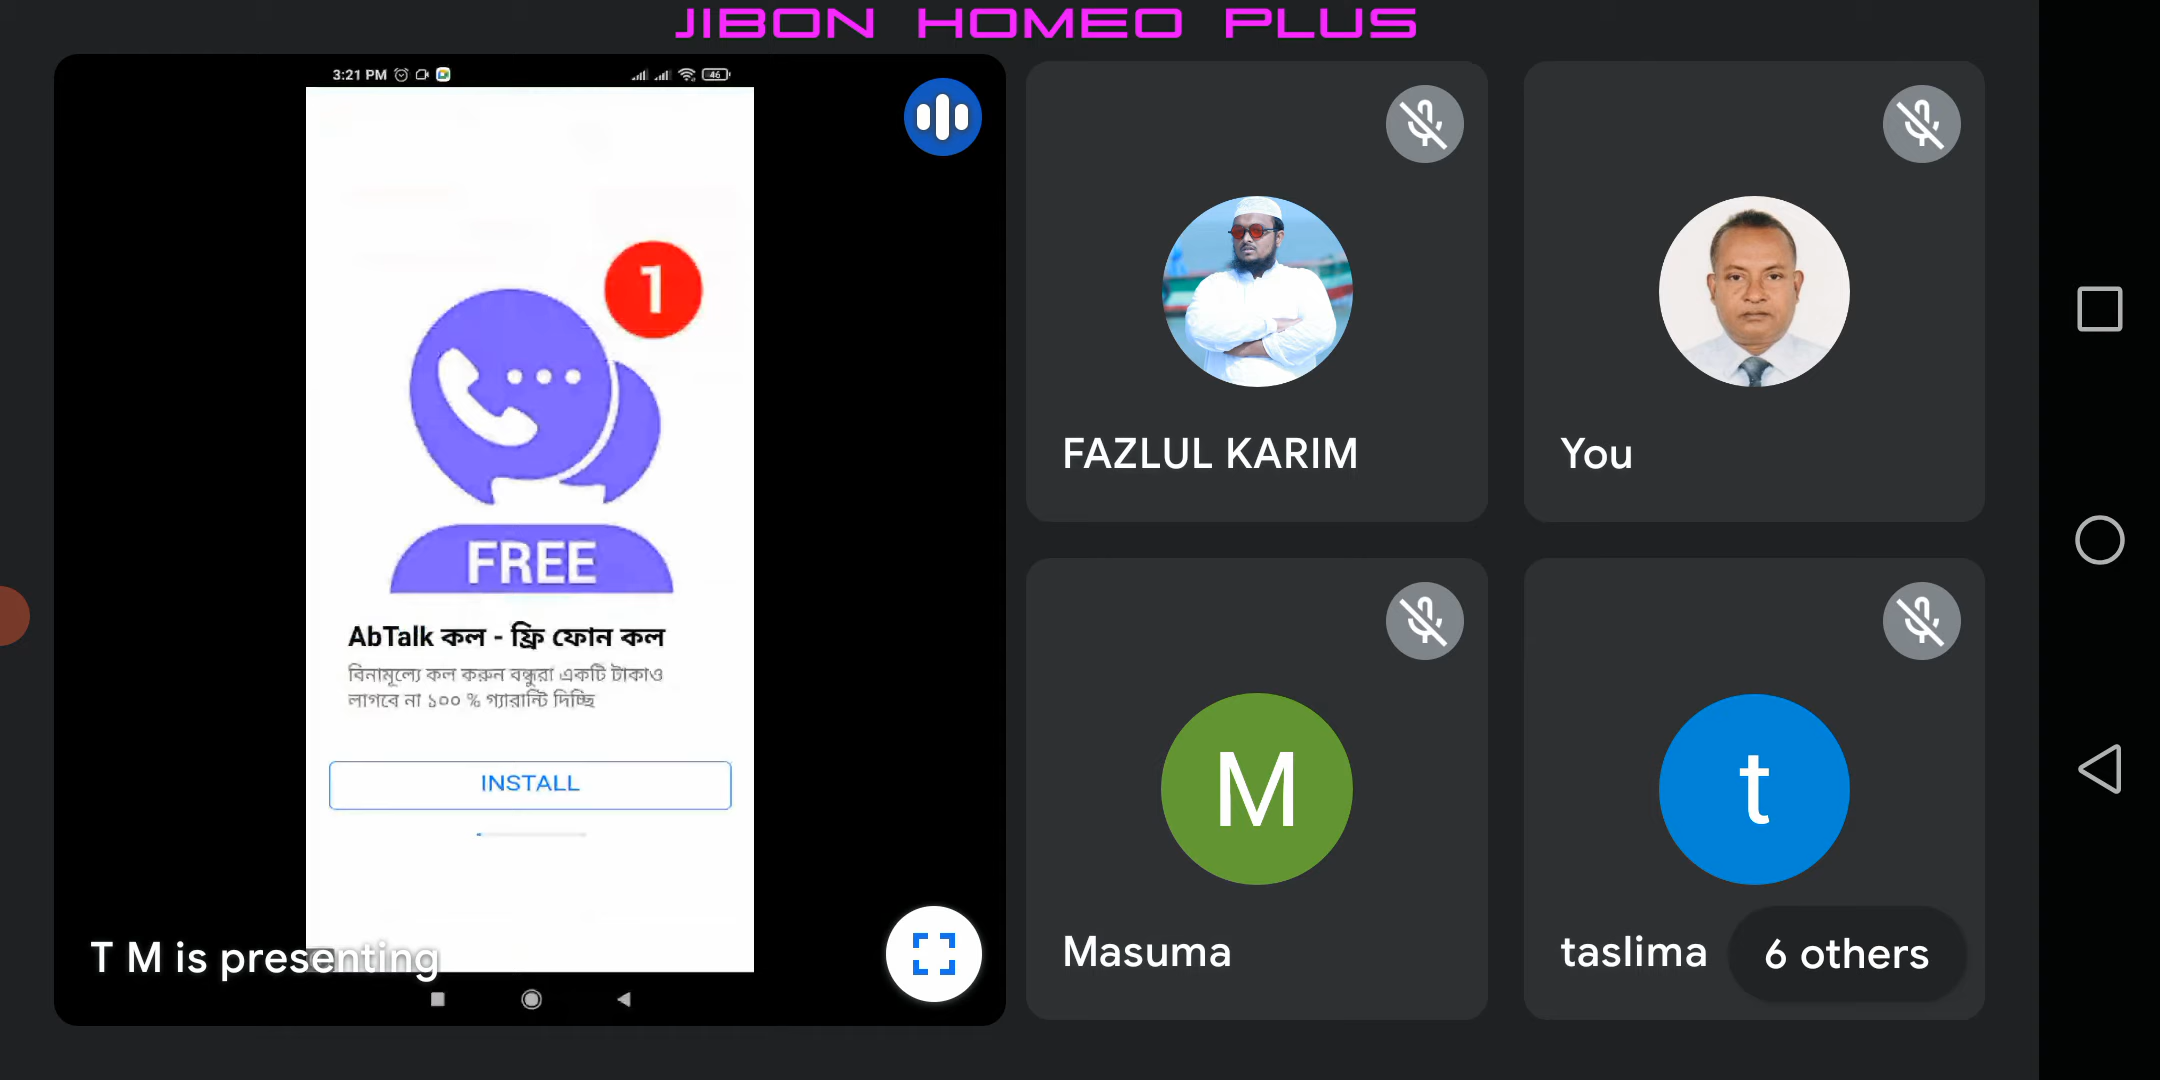 JIBON HOMEO PLUS
3:21 PM
46
1
FREE
AbTalk কল - ফ্রি ফোন কল
বিনামূল্যে কল করুন বন্ধুরা একটি টাকাও
লাগবে না ১০০ % গ্যারান্টি দিচ্ছি
INSTALL
T M is presenting
FAZLUL KARIM
You
M
Masuma
t
taslima
6 others